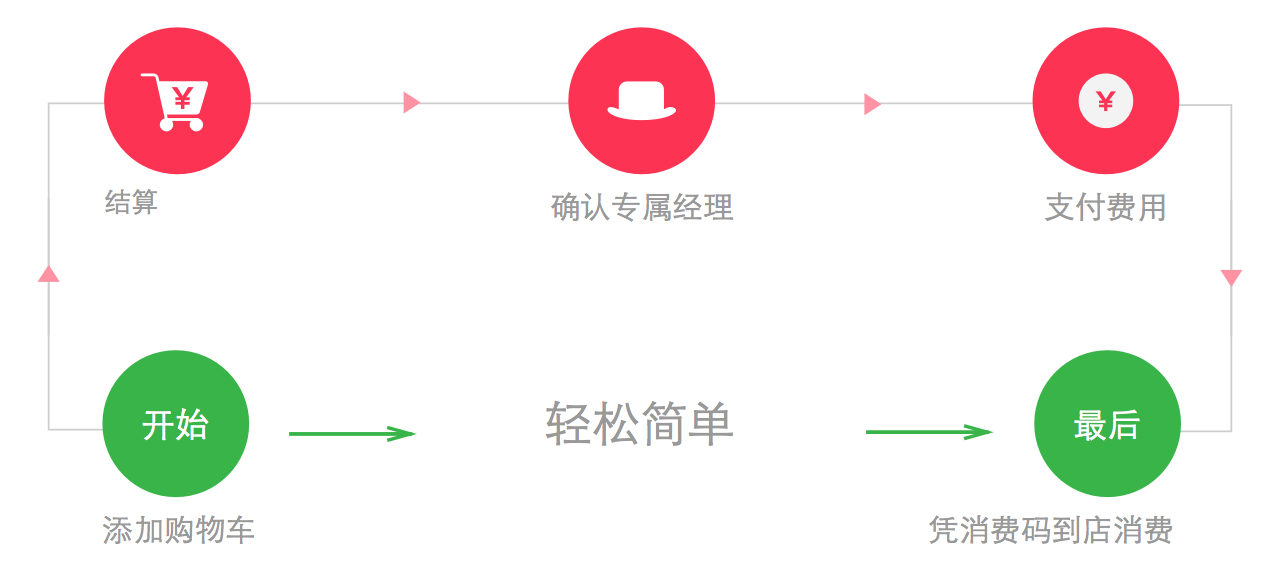 ¥
¥
结算
确认专属经理
支付费用
开始
轻松简单
最后
添加购物车
凭消费码到店消费